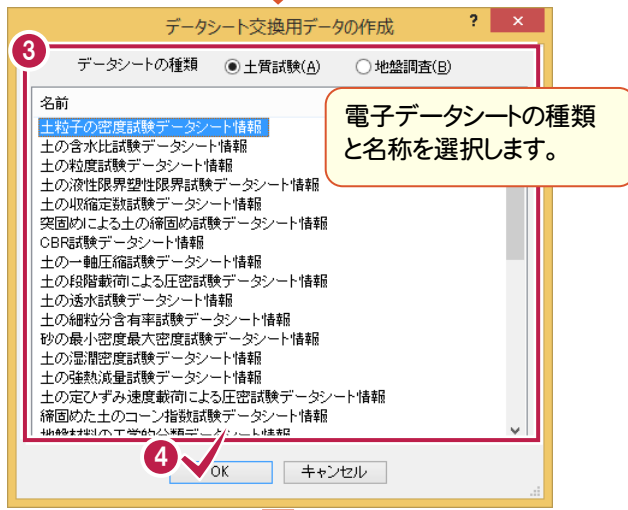 データシート交換用データの作成
? ×
3
データシートの種類 土質試験(A) 地盤調査(B)
名前
電子データシートの種類
と名称を選択します。
土粒子の密度試験データシート情報
土の含水比試験データシート情報
土の粒度試験データシート情報
土の液性限界塑性限界試験データシート情報
土の収縮定数試験データシート情報
突固めによる土の締固め試験データシート情報
CBR試験データシート情報
土の一軸圧縮試験データシート情報
土の段階載荷による圧密試験データシート情報
土の透水試験データシート情報
土の細粒分含有率試験データシート情報
砂の最小密度最大密度試験データシート情報
土の湿潤密度試験データシート情報
土の強熱減量試験データシート情報
土の定ひずみ速度載荷による圧密試験データシート情報
締固めた土のコーン指数試験データシート情報
地盤材料の工学的分類データシート情報
4
OK キャンセル